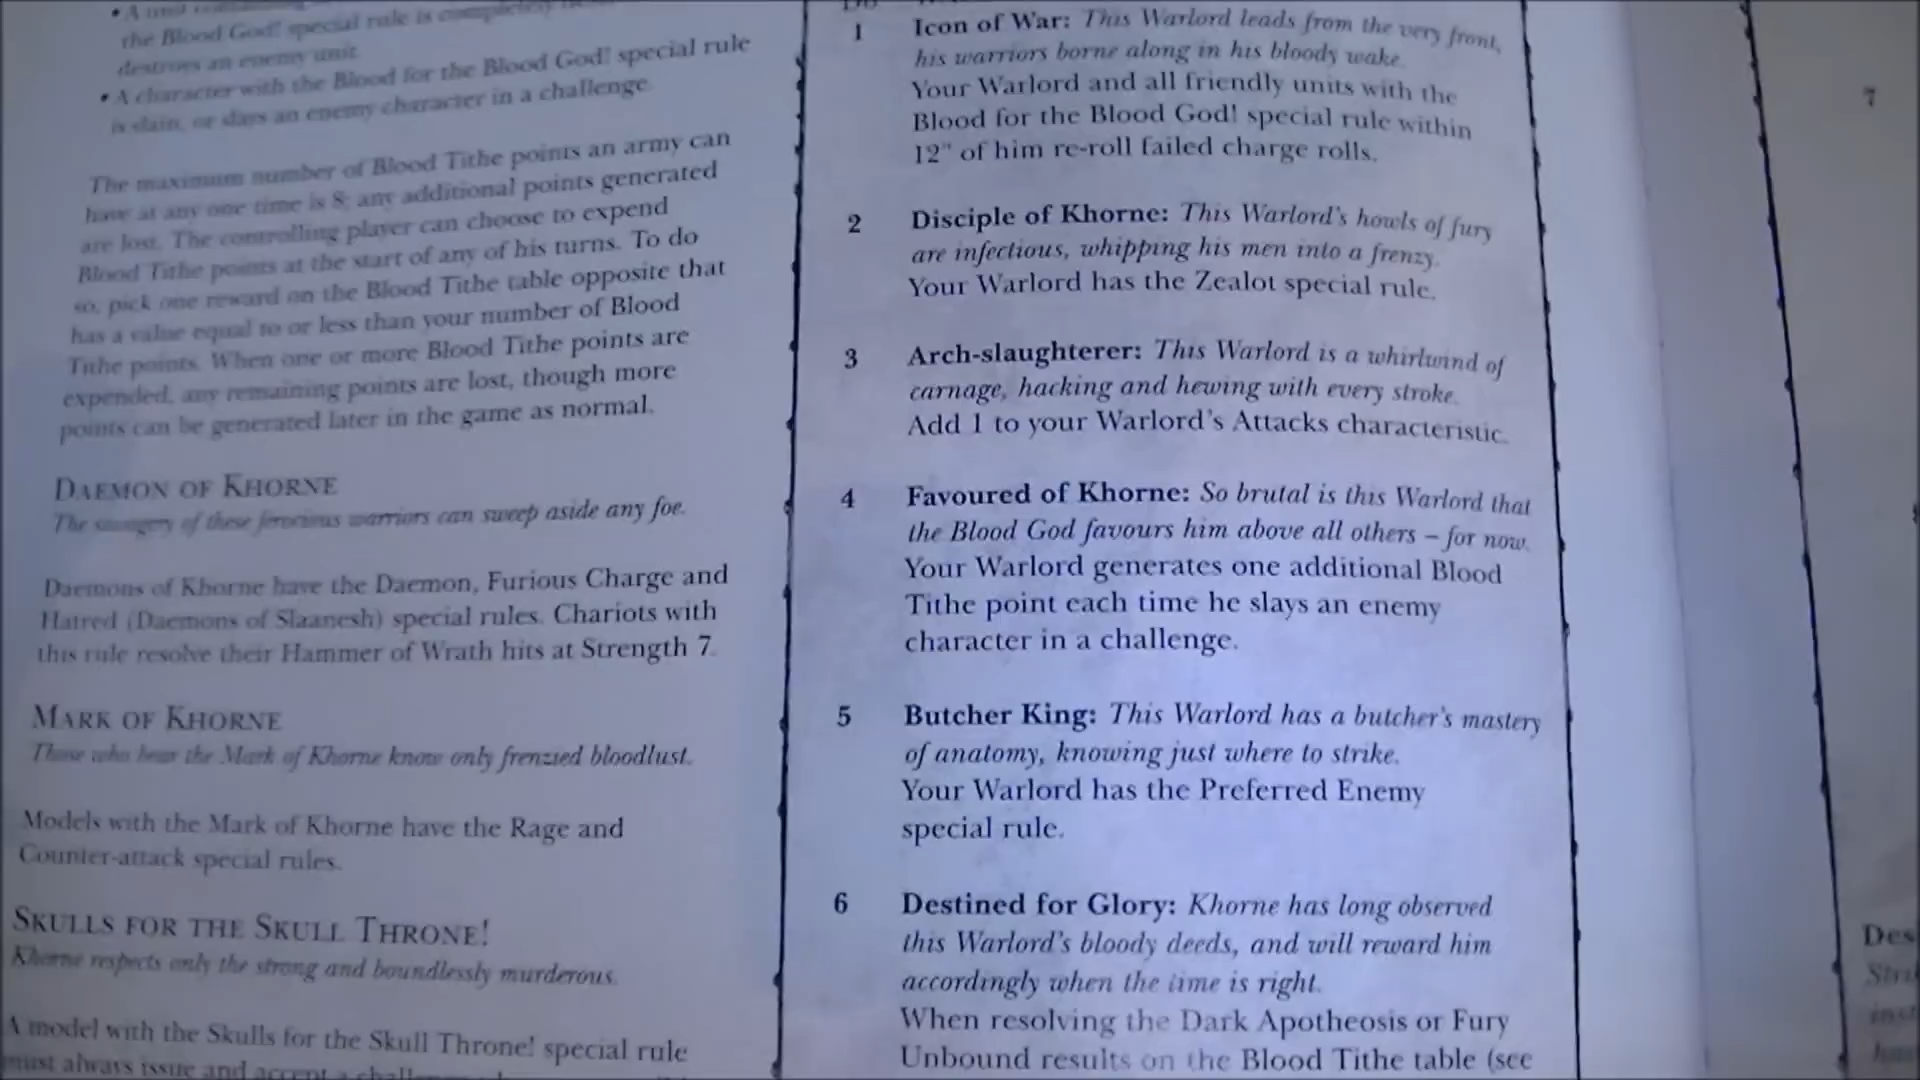 • A unit
the Blood God! special rule is completely
destroys an enemy unit.
• A character with the Blood for the Blood God! special rule
is slain, or slays an enemy character in a challenge.
The maximum number of Blood Tithe points an army can
have at any one time is 8; any additional points generated
are lost. The controlling player can choose to expend
Blood Tithe points at the start of any of his turns. To do
so, pick one reward on the Blood Tithe table opposite that
has a value equal to or less than your number of Blood
Tithe points. When one or more Blood Tithe points are
expended, any remaining points are lost, though more
points can be generated later in the game as normal.
DAEMON OF KHORNE
The savagery of these ferocious warriors can sweep aside any foe.
Daemons of Khorne have the Daemon, Furious Charge and
Hatred (Daemons of Slaanesh) special rules. Chariots with
this rule resolve their Hammer of Wrath hits at Strength 7.
MARK OF KHORNE
Those who bear the Mark of Khorne know only frenzied bloodlust.
Models with the Mark of Khorne have the Rage and
Counter-attack special rules.
SKULLS FOR THE SKULL THRONE!
Khorne respects only the strong and boundlessly murderous.
A model with the Skulls for the Skull Throne! special rule
must always issue and accept a
1 Icon of War: This Warlord leads from the very front,
his warriors borne along in his bloody wake.
Your Warlord and all friendly units with the
Blood for the Blood God! special rule within
12" of him re-roll failed charge rolls.
2 Disciple of Khorne: This Warlord's howls of fury
are infectious, whipping his men into a frenzy.
Your Warlord has the Zealot special rule.
3 Arch-slaughterer: This Warlord is a whirlwind of
carnage, hacking and hewing with every stroke.
Add 1 to your Warlord's Attacks characteristic.
4 Favoured of Khorne: So brutal is this Warlord that
the Blood God favours him above all others – for now.
Your Warlord generates one additional Blood
Tithe point each time he slays an enemy
character in a challenge.
5 Butcher King: This Warlord has a butcher's mastery
of anatomy, knowing just where to strike.
Your Warlord has the Preferred Enemy
special rule.
6 Destined for Glory: Khorne has long observed
this Warlord's bloody deeds, and will reward him
accordingly when the time is right.
When resolving the Dark Apotheosis or Fury
Unbound results on the Blood Tithe table (see
7
Des